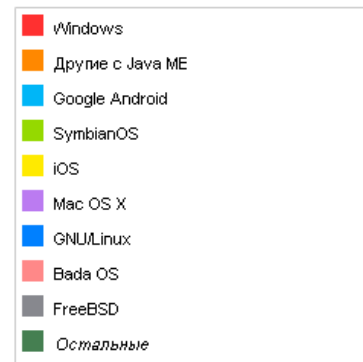 Windows
Другие с Java ME
Google Android
SymbianOS
iOS
Mac OS X
GNU/Linux
Bada OS
FreeBSD
Остальные